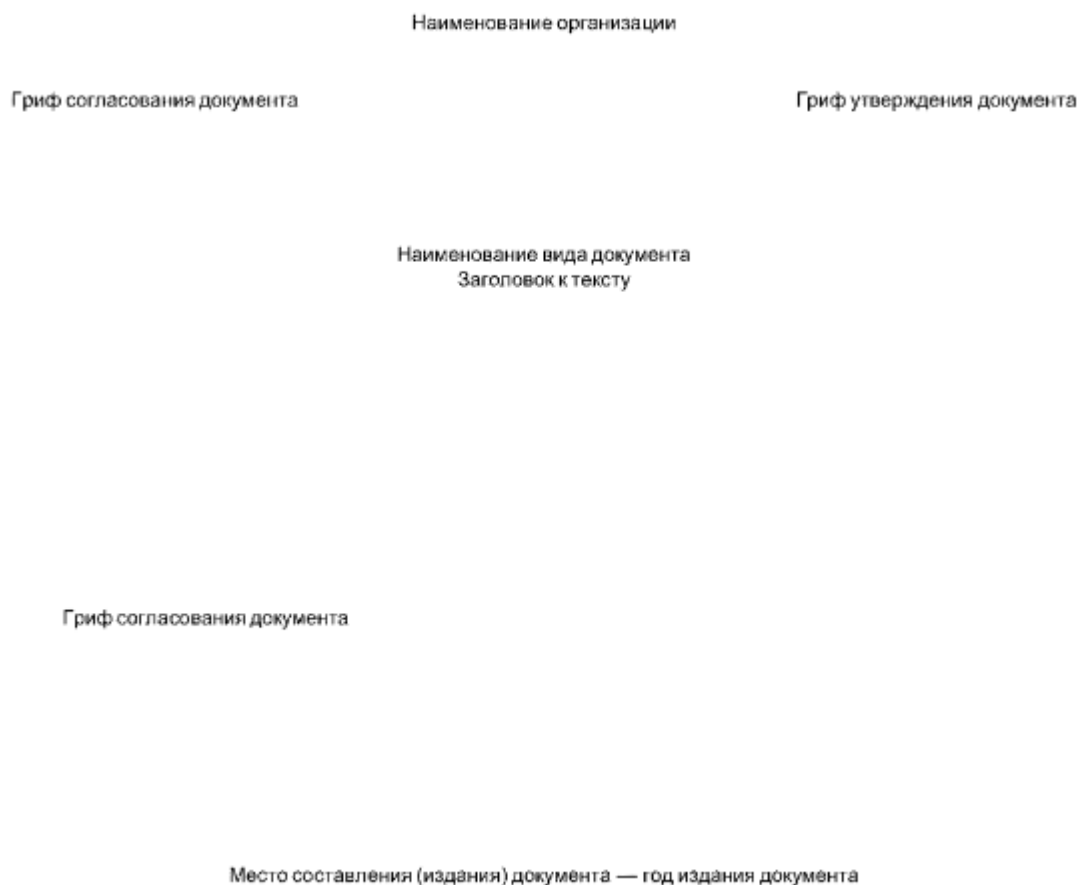 Наименование организации
Гриф согласования документа
Гриф утверждения документа
Наименование вида документа
Заголовок к тексту
Гриф согласования документа
Место составления (издания) документа — год издания документа